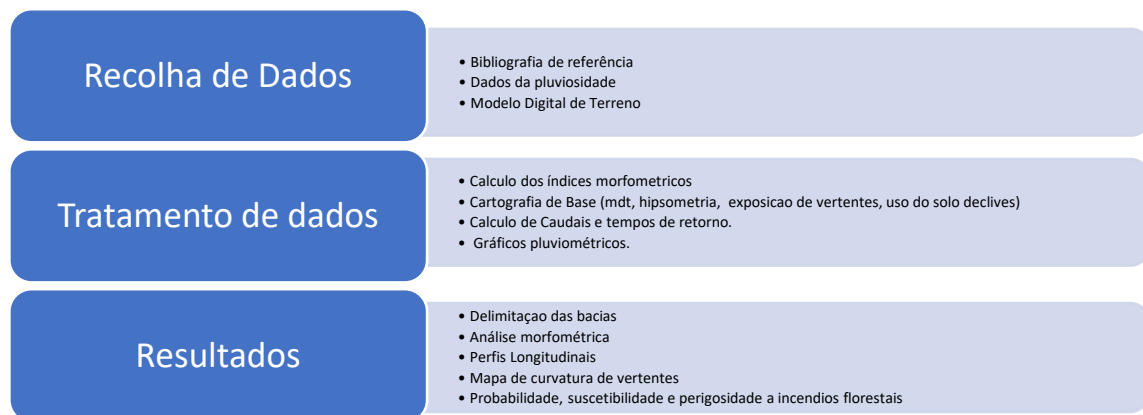 Recolha de Dados
• Bibliografia de referência
• Dados da pluviosidade
• Modelo Digital de Terreno
Tratamento de dados
• Calculo dos índices morfometricos
• Cartografia de Base (mdt, hipsometria, exposicao de vertentes, uso do solo declives)
• Calculo de Caudais e tempos de retorno.
• Gráficos pluviométricos.
Resultados
• Delimitaçao das bacias
• Análise morfométrica
• Perfis Longitudinais
• Mapa de curvatura de vertentes
• Probabilidade, suscetibilidade e perigosidade a incendios florestais